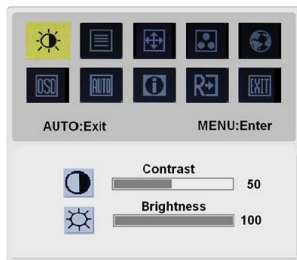 OSD AUTO i R EXIT
AUTO:Exit MENU:Enter
Contrast
50
Brightness
100